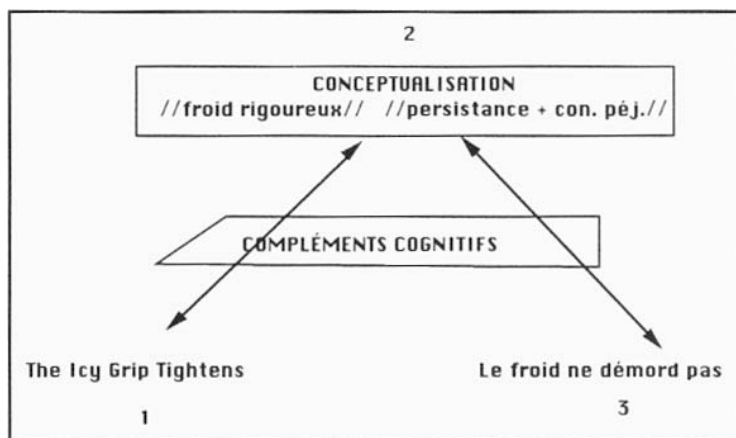 2
CONCEPTUALISATION
//froid rigoureux// //persistance + con. péj.//
COMPLÉMENTS COGNITIFS
The Icy Grip Tightens
Le froid ne démord pas
1
3